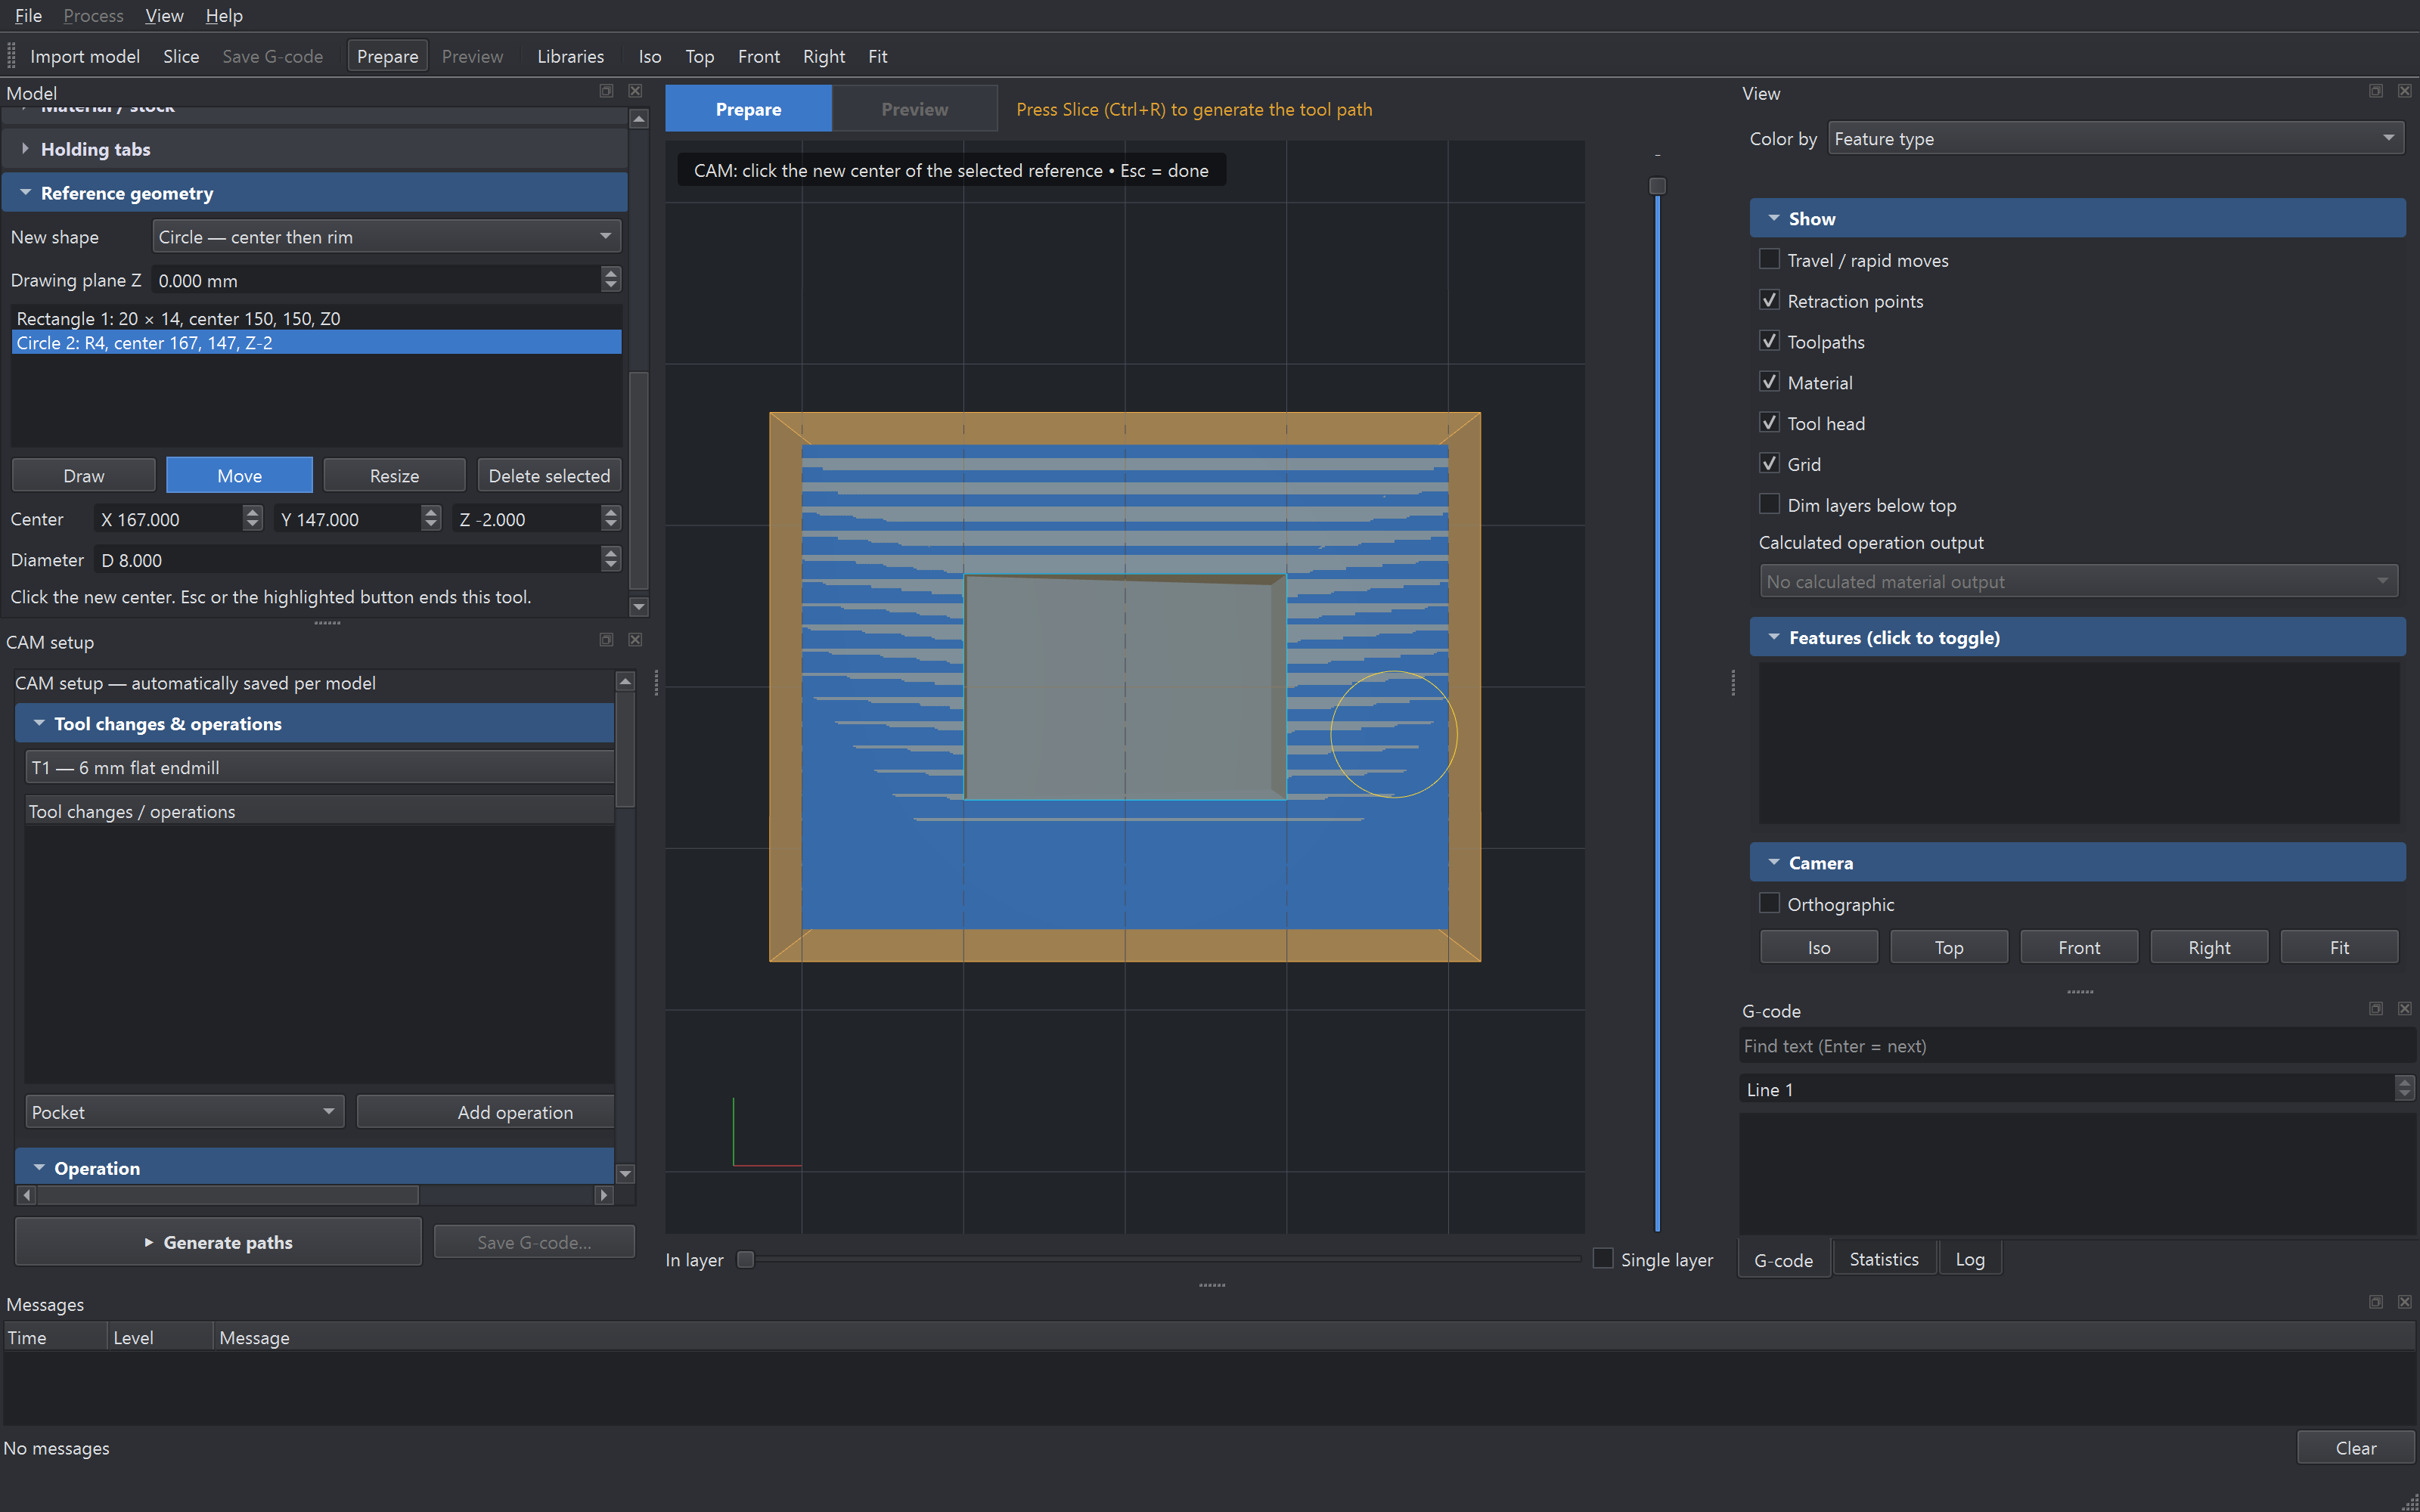 File Process View Help
Import model Slice Save G-code Prepare Preview Libraries Iso Top Front Right Fit
Model
Material / stock
Holding tabs
Reference geometry
New shape Circle — center then rim
Drawing plane Z 0.000 mm
Rectangle 1: 20 × 14, center 150, 150, Z0
Circle 2: R4, center 167, 147, Z-2
Draw Move Resize Delete selected
Center X 167.000 Y 147.000 Z -2.000
Diameter D 8.000
Click the new center. Esc or the highlighted button ends this tool.
CAM setup
CAM setup — automatically saved per model
Tool changes & operations
T1 — 6 mm flat endmill
Tool changes / operations
Pocket Add operation
Operation
Generate paths Save G-code...
Prepare Preview Press Slice (Ctrl+R) to generate the tool path
CAM: click the new center of the selected reference • Esc = done
In layer Single layer
View
Color by Feature type
Show
Travel / rapid moves
Retraction points
Toolpaths
Material
Tool head
Grid
Dim layers below top
Calculated operation output
No calculated material output
Features (click to toggle)
Camera
Orthographic
Iso Top Front Right Fit
G-code
Find text (Enter = next)
Line 1
G-code Statistics Log
Messages
Time Level Message
No messages
Clear